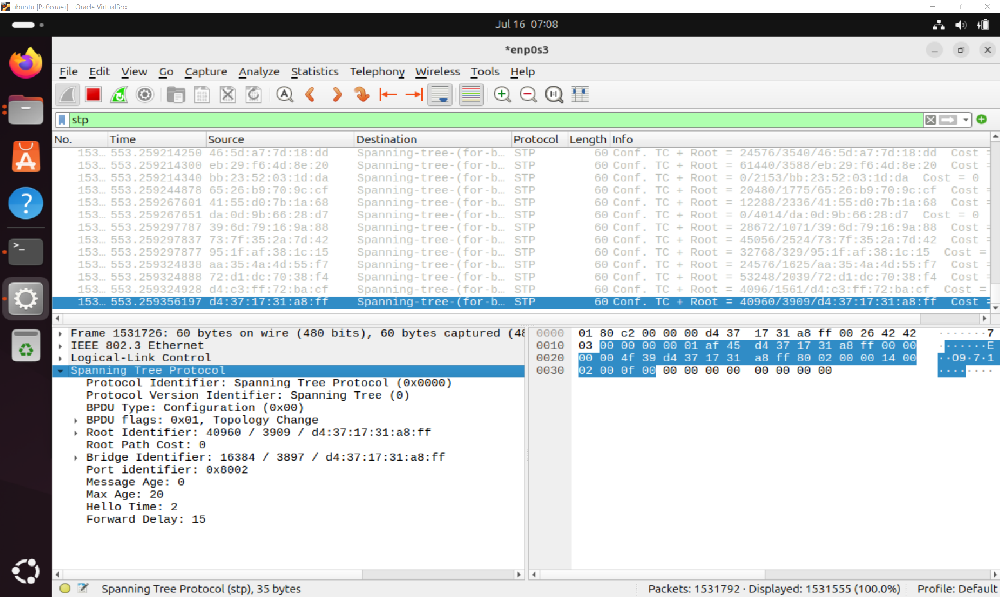 ubuntu [Работает] - Oracle VirtualBox
Jul 16 07:08
*enp0s3
File Edit View Go Capture Analyze Statistics Telephony Wireless Tools Help
stp
No. Time Source Destination Protocol Length Info
153… 553.259214250 46:5d:a7:7d:18:dd Spanning-tree-(for-b… STP 60 Conf. TC + Root = 24576/3540/46:5d:a7:7d:18:dd Cost =
153… 553.259214300 eb:29:f6:4d:8e:20 Spanning-tree-(for-b… STP 60 Conf. TC + Root = 61440/3588/eb:29:f6:4d:8e:20 Cost =
153… 553.259214340 bb:23:52:03:1d:da Spanning-tree-(for-b… STP 60 Conf. TC + Root = 0/2153/bb:23:52:03:1d:da Cost = 0
153… 553.259244878 65:26:b9:70:9c:cf Spanning-tree-(for-b… STP 60 Conf. TC + Root = 20480/1775/65:26:b9:70:9c:cf Cost =
153… 553.259267601 41:55:d0:7b:1a:68 Spanning-tree-(for-b… STP 60 Conf. TC + Root = 12288/2336/41:55:d0:7b:1a:68 Cost =
153… 553.259267651 da:0d:9b:66:28:d7 Spanning-tree-(for-b… STP 60 Conf. TC + Root = 0/4014/da:0d:9b:66:28:d7 Cost = 0
153… 553.259297787 39:6d:79:16:9a:88 Spanning-tree-(for-b… STP 60 Conf. TC + Root = 28672/1071/39:6d:79:16:9a:88 Cost =
153… 553.259297837 73:7f:35:2a:7d:42 Spanning-tree-(for-b… STP 60 Conf. TC + Root = 45056/2524/73:7f:35:2a:7d:42 Cost =
153… 553.259297877 95:1f:af:38:1c:15 Spanning-tree-(for-b… STP 60 Conf. TC + Root = 32768/329/95:1f:af:38:1c:15 Cost =
153… 553.259324838 aa:35:4a:4d:55:f7 Spanning-tree-(for-b… STP 60 Conf. TC + Root = 24576/1625/aa:35:4a:4d:55:f7 Cost =
153… 553.259324888 72:d1:dc:70:38:f4 Spanning-tree-(for-b… STP 60 Conf. TC + Root = 53248/2039/72:d1:dc:70:38:f4 Cost =
153… 553.259324928 d4:c3:ff:72:ba:cf Spanning-tree-(for-b… STP 60 Conf. TC + Root = 4096/1561/d4:c3:ff:72:ba:cf Cost =
153… 553.259356197 d4:37:17:31:a8:ff Spanning-tree-(for-b… STP 60 Conf. TC + Root = 40960/3909/d4:37:17:31:a8:ff Cost =
Frame 1531726: 60 bytes on wire (480 bits), 60 bytes captured (48
IEEE 802.3 Ethernet
Logical-Link Control
Spanning Tree Protocol
Protocol Identifier: Spanning Tree Protocol (0x0000)
Protocol Version Identifier: Spanning Tree (0)
BPDU Type: Configuration (0x00)
BPDU flags: 0x01, Topology Change
Root Identifier: 40960 / 3909 / d4:37:17:31:a8:ff
Root Path Cost: 0
Bridge Identifier: 16384 / 3897 / d4:37:17:31:a8:ff
Port identifier: 0x8002
Message Age: 0
Max Age: 20
Hello Time: 2
Forward Delay: 15
0000 01 80 c2 00 00 00 d4 37 17 31 a8 ff 00 26 42 42 ·······7
0010 03 00 00 00 00 01 af 45 d4 37 17 31 a8 ff 00 00 ·······E
0020 00 00 4f 39 d4 37 17 31 a8 ff 80 02 00 00 14 00 ··O9·7·1
0030 02 00 0f 00 00 00 00 00 00 00 00 00 ········
Spanning Tree Protocol (stp), 35 bytes
Packets: 1531792 · Displayed: 1531555 (100.0%)
Profile: Default